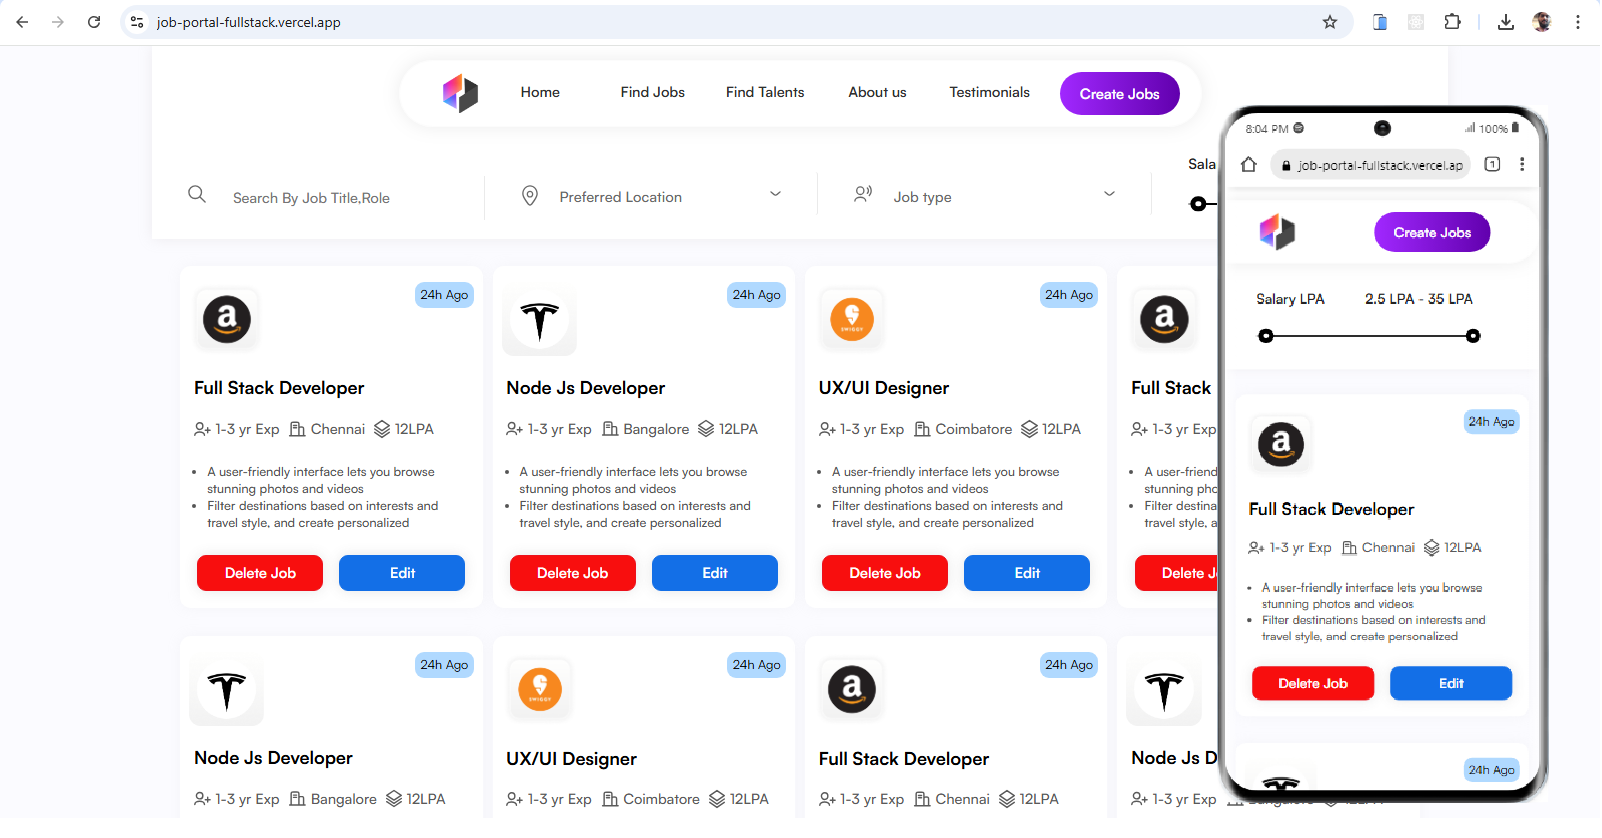 job-portal-fullstack.vercel.app
Home
Find Jobs
Find Talents
About us
Testimonials
Create Jobs
Search By Job Title,Role
Preferred Location
Job type
Sala
24h Ago
Full Stack Developer
1-3 yr Exp Chennai 12LPA
A user-friendly interface lets you browse
stunning photos and videos
Filter destinations based on interests and
travel style, and create personalized
Delete Job
Edit
24h Ago
Node Js Developer
1-3 yr Exp Bangalore 12LPA
A user-friendly interface lets you browse
stunning photos and videos
Filter destinations based on interests and
travel style, and create personalized
Delete Job
Edit
24h Ago
SWIGGY
UX/UI Designer
1-3 yr Exp Coimbatore 12LPA
A user-friendly interface lets you browse
stunning photos and videos
Filter destinations based on interests and
travel style, and create personalized
Delete Job
Edit
Full Stack
1-3 yr Exp
A user-friendly
stunning pho
Filter destina
travel style, a
Delete J
24h Ago
Node Js Developer
1-3 yr Exp Bangalore 12LPA
24h Ago
SWIGGY
UX/UI Designer
1-3 yr Exp Coimbatore 12LPA
24h Ago
Full Stack Developer
1-3 yr Exp Chennai 12LPA
Node Js D
1-3 yr Exp
8:04 PM
100%
job-portal-fullstack.vercel.ap
1
Create Jobs
Salary LPA
2.5 LPA - 35 LPA
24h Ago
Full Stack Developer
1-3 yr Exp Chennai 12LPA
A user-friendly interface lets you browse
stunning photos and videos
Filter destinations based on interests and
travel style, and create personalized
Delete Job
Edit
24h Ago